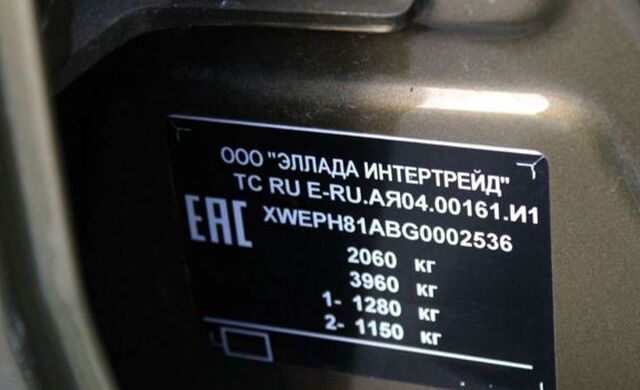 ООО "ЭЛЛАДА ИНТЕРТРЕЙД"
ТС RU E-RU.АЯ04.00161.И1
EAC XWEPH81ABG0002536
2060 кг
3960 кг
1- 1280 кг
2- 1150 кг